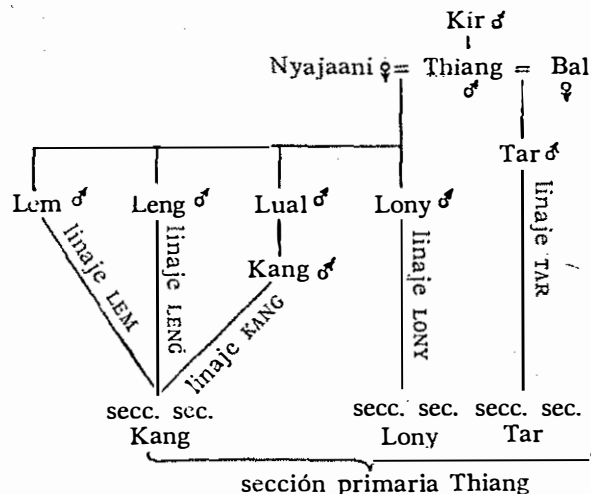 Kir ♂
Nyajaani ♀ = Thiang ♂ = Bal ♀
Tar ♂
Lem ♂ Leng ♂ Lual ♂ Lony ♂
Kang ♂
linaje LEM
linaje LENG
linaje KANG
linaje LONY
linaje TAR
secc. sec. Kang
secc. sec. Lony
secc. sec. Tar
sección primaria Thiang